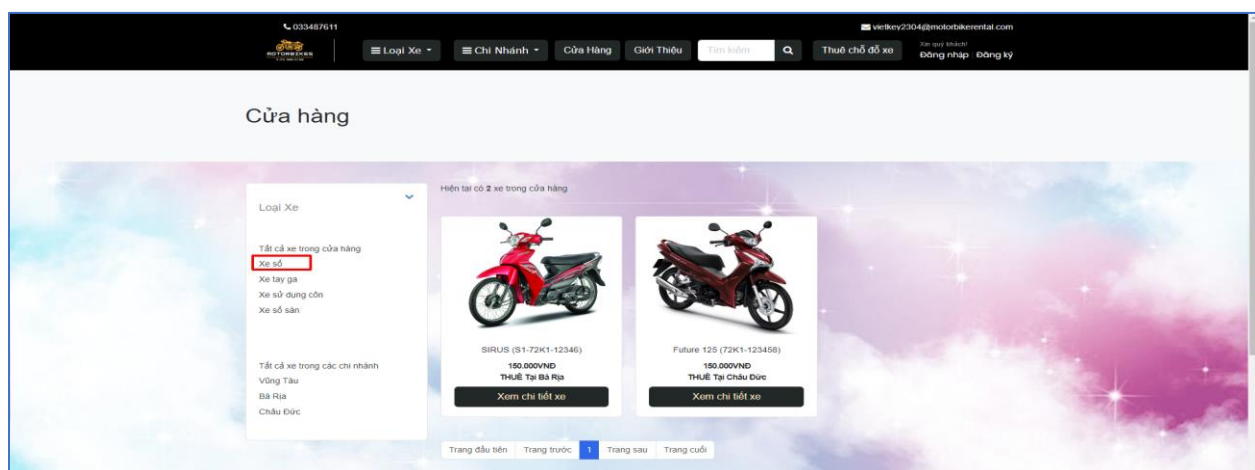 033487611
vietkey2304@motorbikerental.com
MOTORBIKES
Loại Xe
Chi Nhánh
Cửa Hàng
Giới Thiệu
Tìm kiếm
Thuê chỗ đỗ xe
Xin quý khách!
Đăng nhập
Đăng ký
Cửa hàng
Hiện tại có 2 xe trong cửa hàng
Loại Xe
Tất cả xe trong cửa hàng
Xe số
Xe tay ga
Xe sử dụng côn
Xe số sàn
Tất cả xe trong các chi nhánh
Vũng Tàu
Bà Rịa
Châu Đức
SIRUS (S1-72K1-12346)
150.000VNĐ
THUÊ Tại Bà Rịa
Xem chi tiết xe
Future 125 (72K1-123458)
150.000VNĐ
THUÊ Tại Châu Đức
Xem chi tiết xe
Trang đầu tiên Trang trước 1 Trang sau Trang cuối